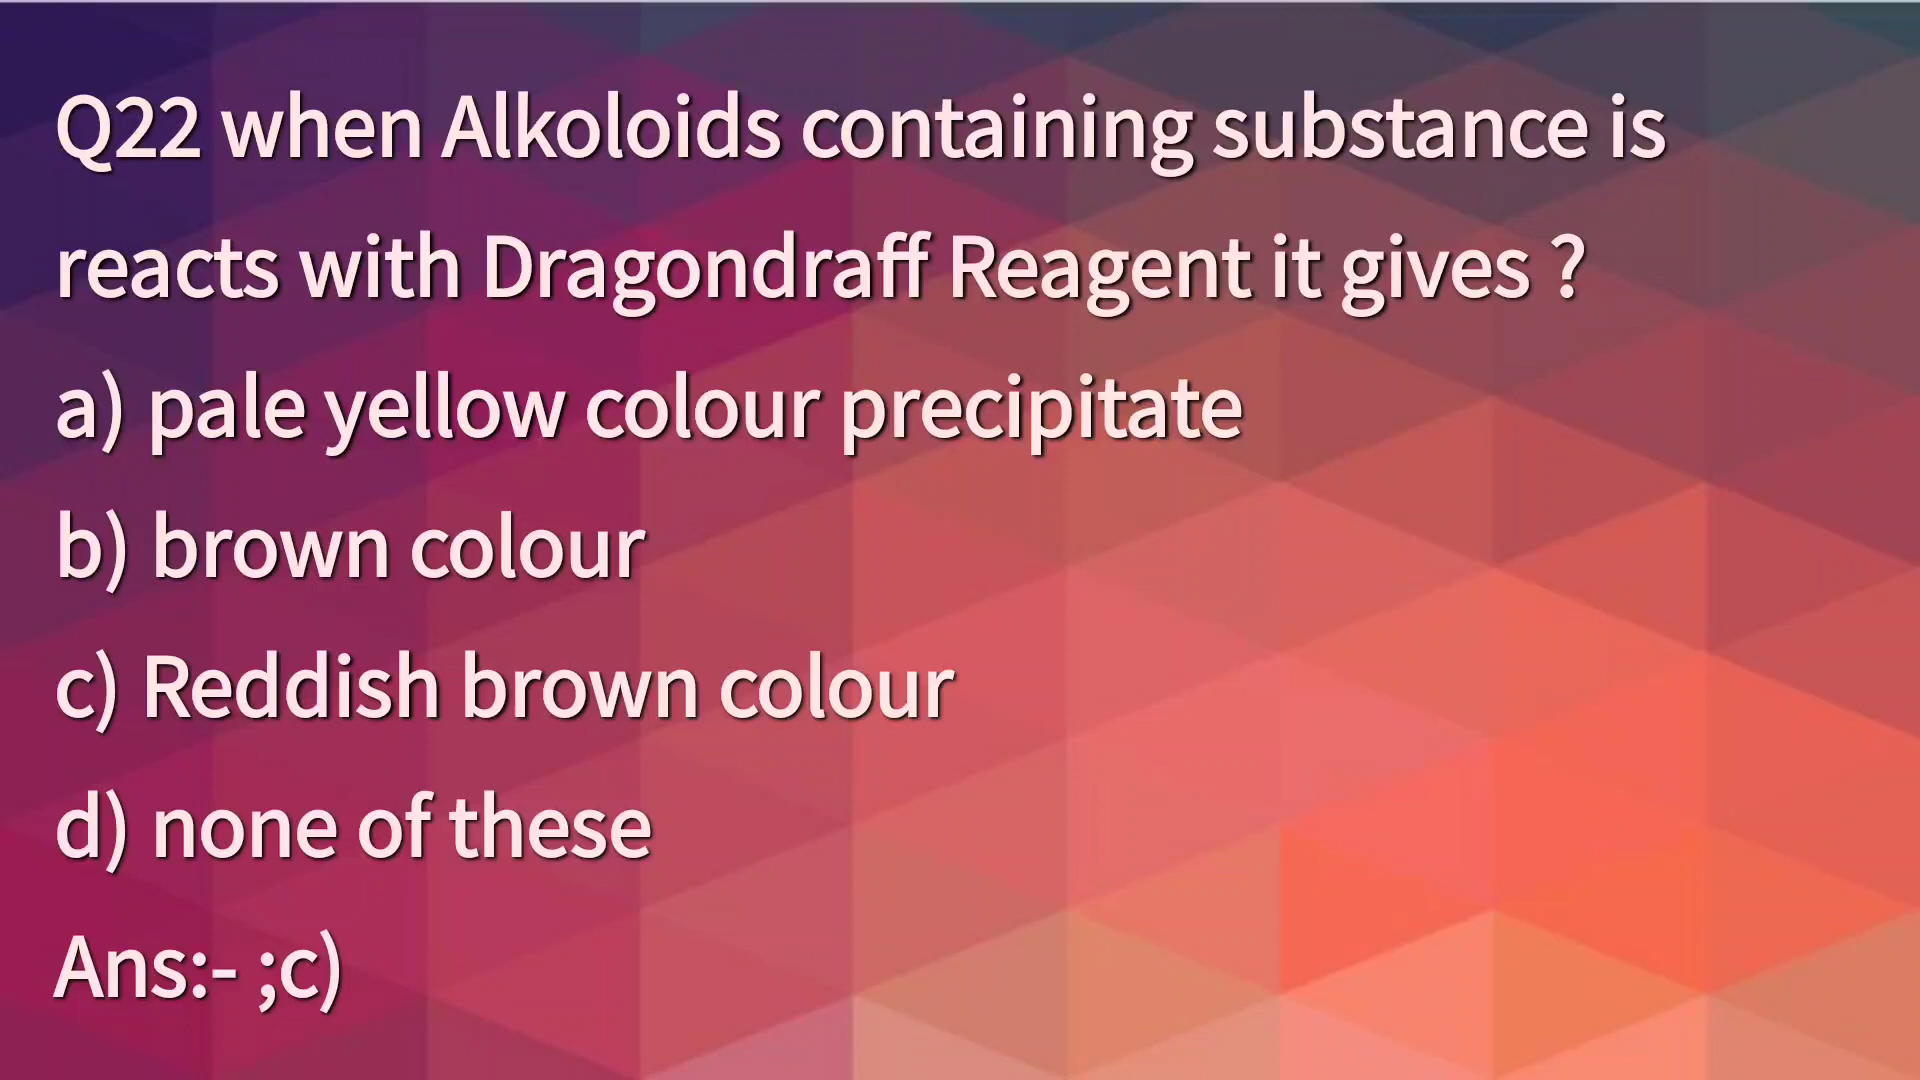 Q22 when Alkoloids containing substance is
reacts with Dragondraff Reagent it gives ?
a) pale yellow colour precipitate
b) brown colour
c) Reddish brown colour
d) none of these
Ans:- ;c)